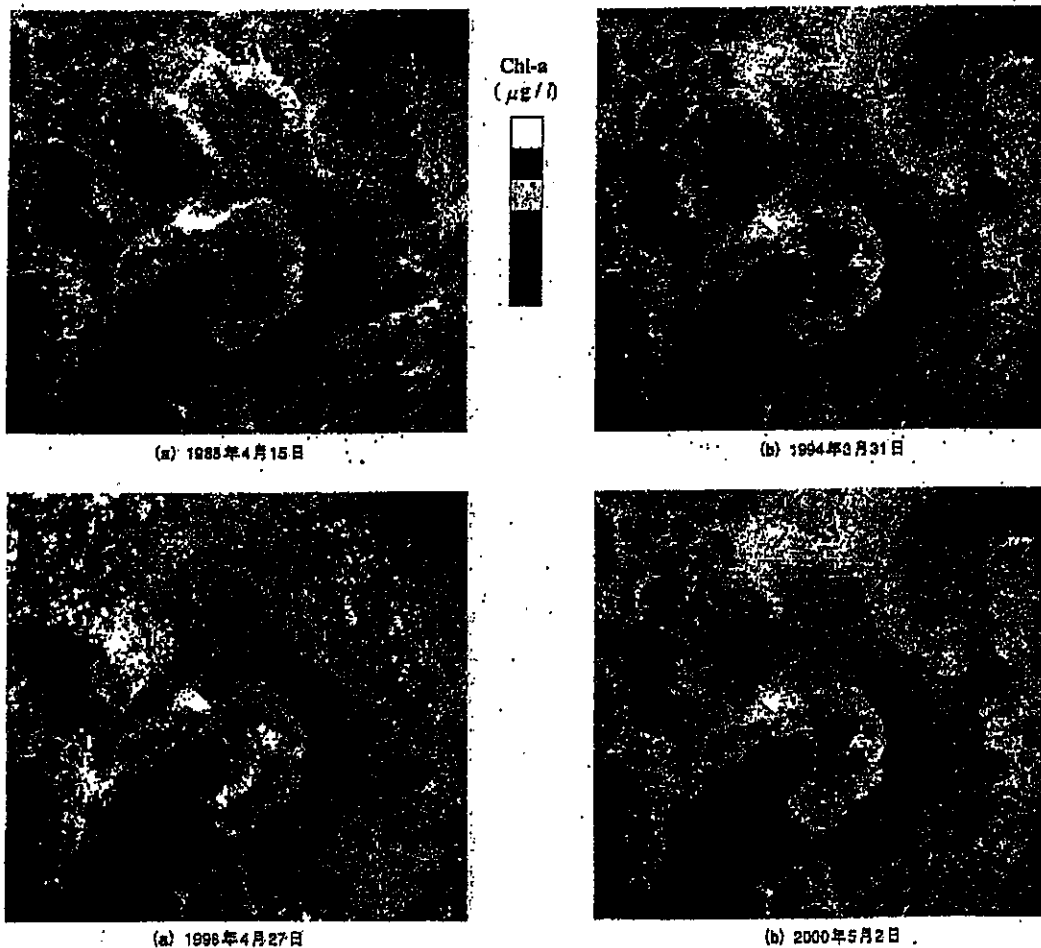 Chl-a
(μg/l)
(a) 1985年4月15日
(b) 1994年3月31日
(a) 1996年4月27日
(b) 2000年5月2日